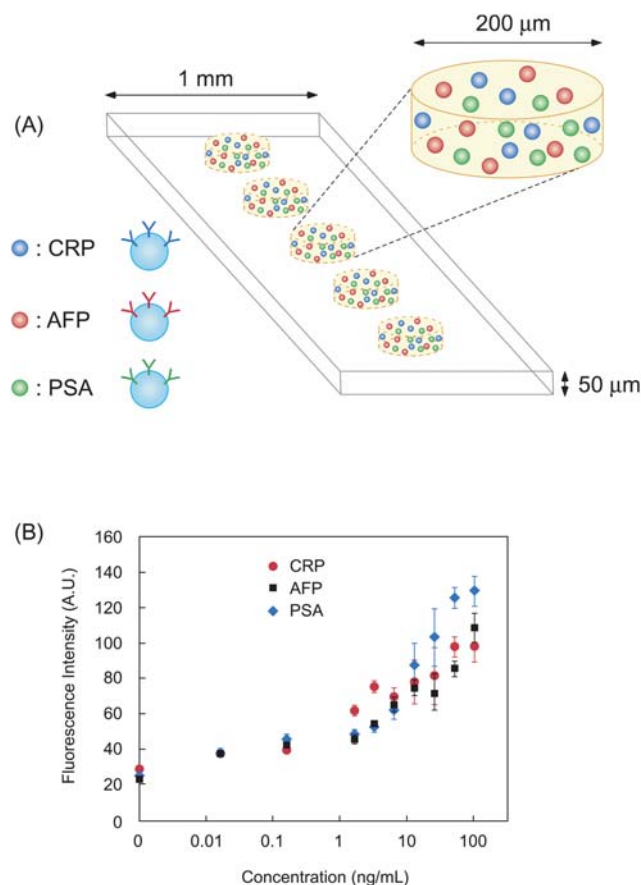 200 μm
1 mm
(A)
: CRP
: AFP
: PSA
50 μm
(B)
160
140
120
100
80
60
40
20
0
Fluorescence Intensity (A.U.)
CRP
AFP
PSA
0 0.01 0.1 1 10 100
Concentration (ng/mL)